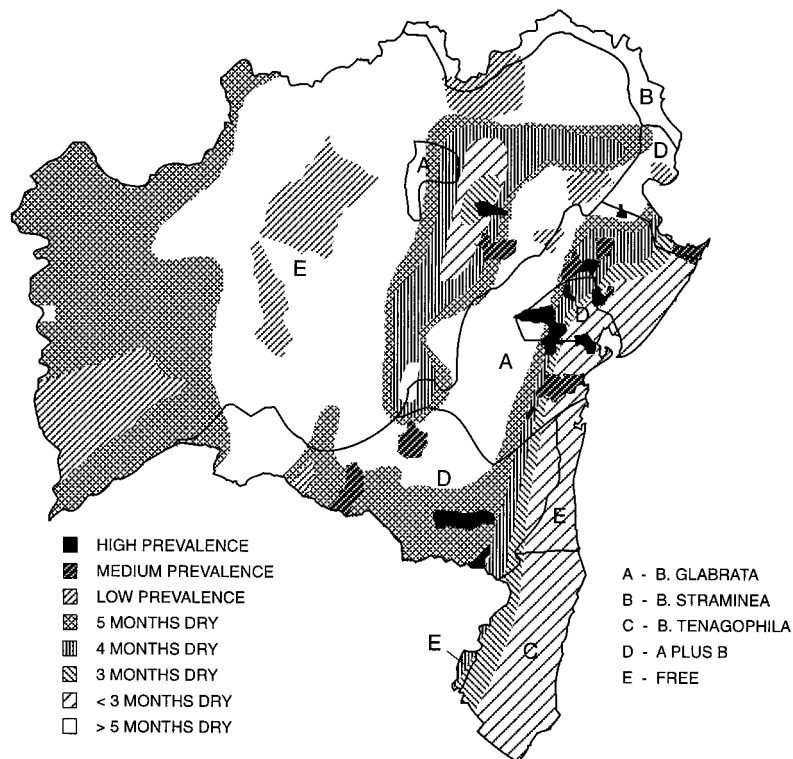 B
D
A
E
D
A
D
E
E
C
HIGH PREVALENCE
MEDIUM PREVALENCE
LOW PREVALENCE
5 MONTHS DRY
4 MONTHS DRY
3 MONTHS DRY
< 3 MONTHS DRY
> 5 MONTHS DRY
A - B. GLABRATA
B - B. STRAMINEA
C - B. TENAGOPHILA
D - A PLUS B
E - FREE